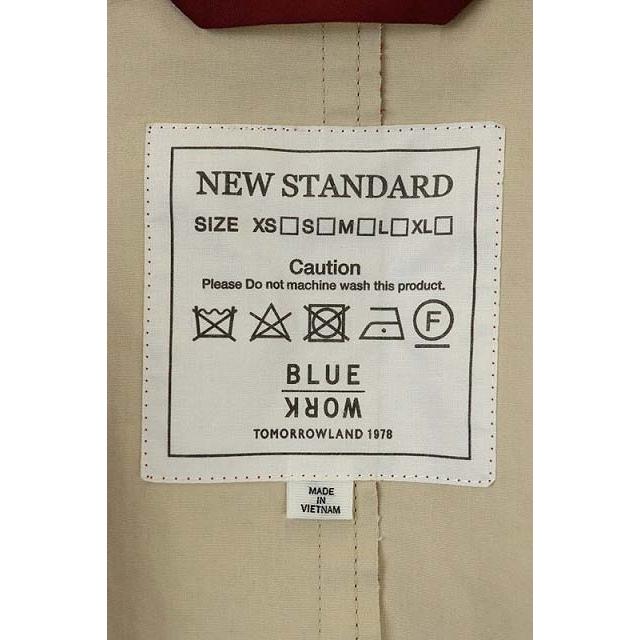 NEW STANDARD
SIZE XS□ S□ M□ L□ XL□
Caution
Please Do not machine wash this product.
F
BLUE
WORK
TOMORROWLAND 1978
MADE
IN
VIETNAM